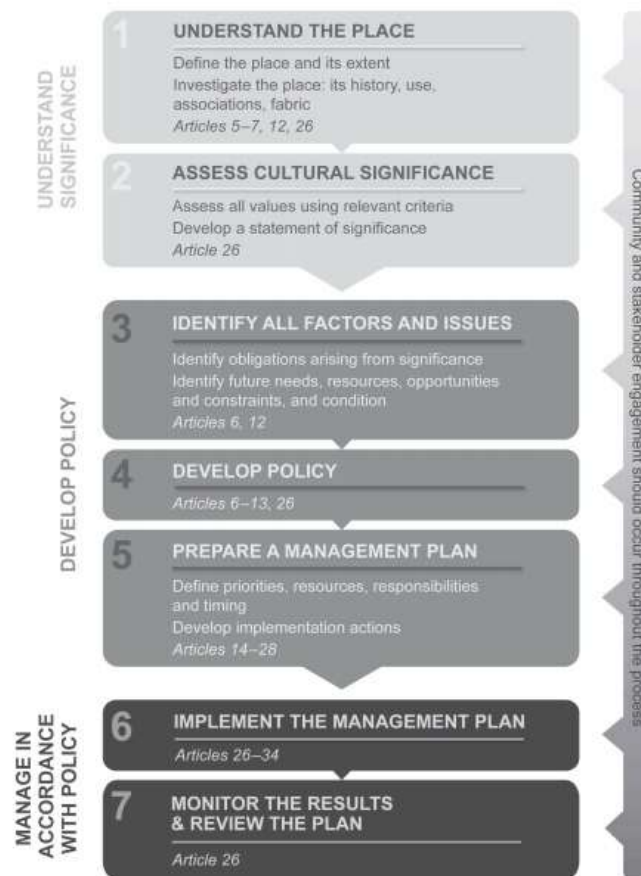 UNDERSTAND
SIGNIFICANCE
1
UNDERSTAND THE PLACE
Define the place and its extent
Investigate the place: its history, use,
associations, fabric
Articles 5–7, 12, 26
2
ASSESS CULTURAL SIGNIFICANCE
Assess all values using relevant criteria
Develop a statement of significance
Article 26
DEVELOP POLICY
3
IDENTIFY ALL FACTORS AND ISSUES
Identify obligations arising from significance
Identify future needs, resources, opportunities
and constraints, and condition
Articles 6, 12
4
DEVELOP POLICY
Articles 6–13, 26
5
PREPARE A MANAGEMENT PLAN
Define priorities, resources, responsibilities
and timing
Develop implementation actions
Articles 14–28
MANAGE IN
ACCORDANCE
WITH POLICY
6
IMPLEMENT THE MANAGEMENT PLAN
Articles 26–34
7
MONITOR THE RESULTS
& REVIEW THE PLAN
Article 26
Community and stakeholder engagement should occur throughout the process